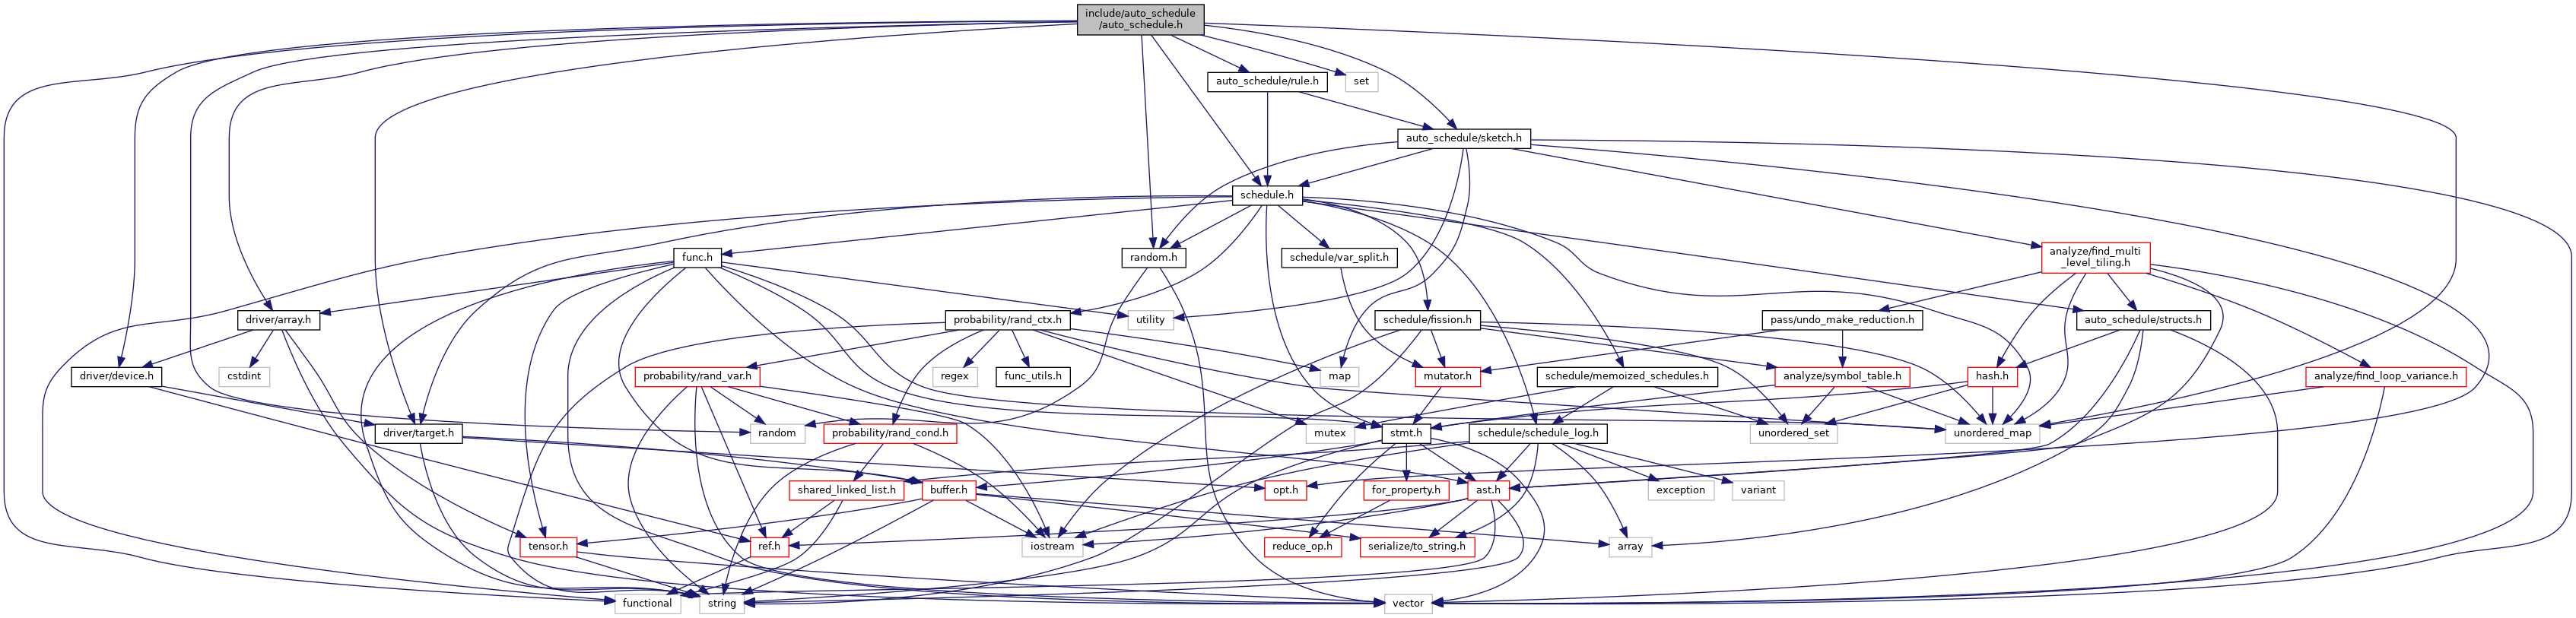 include/auto_schedule
/auto_schedule.h
auto_schedule/rule.h
set
auto_schedule/sketch.h
schedule.h
func.h
random.h
schedule/var_split.h
analyze/find_multi
_level_tiling.h
driver/array.h
utility
probability/rand_ctx.h
schedule/fission.h
pass/undo_make_reduction.h
auto_schedule/structs.h
driver/device.h
cstdint
probability/rand_var.h
regex
func_utils.h
map
mutator.h
schedule/memoized_schedules.h
analyze/symbol_table.h
hash.h
analyze/find_loop_variance.h
driver/target.h
random
probability/rand_cond.h
mutex
stmt.h
schedule/schedule_log.h
unordered_set
unordered_map
shared_linked_list.h
buffer.h
opt.h
for_property.h
ast.h
exception
variant
tensor.h
ref.h
iostream
reduce_op.h
serialize/to_string.h
array
functional
string
vector